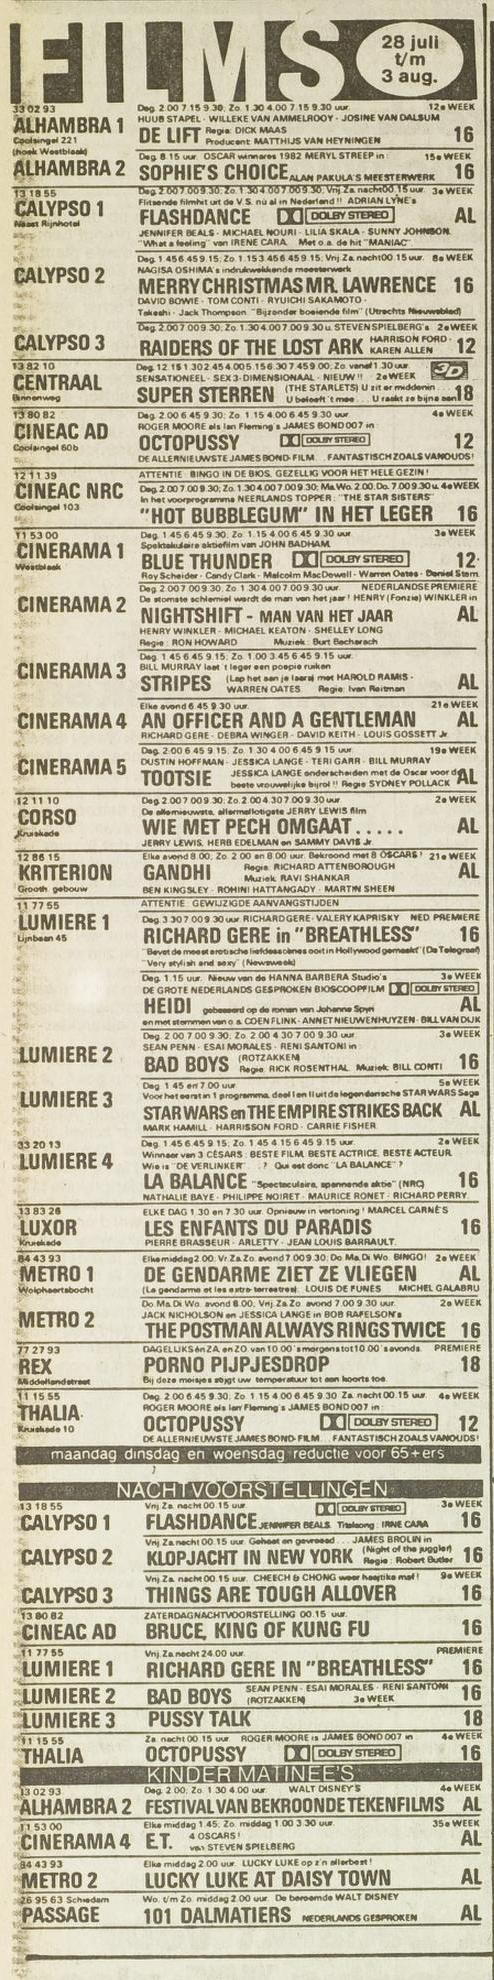 FILMS
28 juli
t/m
3 aug.
33 02 93 Dag. 2.00 7.15 9.30; Zo. 1.30 4.00 7.15 9.30 uur. 12e WEEK
ALHAMBRA 1 HUUB STAPEL - WILLEKE VAN AMMELROOY - JOSINE VAN DALSUM
Coolsingel 221 DE LIFT Regie: DICK MAAS 16
(hoek Westblaak) Producent: MATTHIJS VAN HEYNINGEN
Dag. 8.15 uur. OSCAR winnares 1982 MERYL STREEP in: 15e WEEK
ALHAMBRA 2 SOPHIE'S CHOICE ALAN PAKULA'S MEESTERWERK 16
13 18 55 Dag. 2.00 7.00 9.30; Zo. 1.30 4.00 7.00 9.30; Vrij. Za. nacht 00.15 uur. 3e WEEK
CALYPSO 1 Flitsende filmhit uit de V.S. nú al in Nederland!! ADRIAN LYNE's
Naast Rijnhotel FLASHDANCE DOLBY STEREO AL
JENNIFER BEALS - MICHAEL NOURI - LILIA SKALA - SUNNY JOHNSON.
"What a feeling" van IRENE CARA. Met o.a. de hit "MANIAC".
Dag. 1.45 6.45 9.15; Zo. 1.15 3.45 6.45 9.15; Vrij. Za. nacht 00.15 uur. 8e WEEK
CALYPSO 2 NAGISA OSHIMA's indrukwekkende meesterwerk
MERRY CHRISTMAS MR. LAWRENCE 16
DAVID BOWIE - TOM CONTI - RYUICHI SAKAMOTO -
Takeshi - Jack Thompson. "Bijzonder boeiende film" (Utrechts Nieuwsblad)
Dag. 2.00 7.00 9.30; Zo. 1.30 4.00 7.00 9.30 u. STEVEN SPIELBERG's 2e WEEK
CALYPSO 3 RAIDERS OF THE LOST ARK HARRISON FORD - KAREN ALLEN 12
13 82 10 Dag. 12.15 1.30 2.45 4.00 5.15 6.30 7.45 9.00; Zo. vanaf 1.30 uur. 3D
CENTRAAL SENSATIONEEL - SEX 3-DIMENSIONAAL - NIEUW!! 2e WEEK
Binnenweg SUPER STERREN (THE STARLETS) U zit er middenin . . . 18
U beleeft 't mee . . . U raakt ze bijna aan!
13 80 82 Dag. 2.00 6.45 9.30; Zo. 1.15 4.00 6.45 9.30 uur. 4e WEEK
CINEAC AD ROGER MOORE als Ian Fleming's JAMES BOND 007 in:
Coolsingel 60b OCTOPUSSY DOLBY STEREO 12
DE ALLERNIEUWSTE JAMES BOND-FILM. . .FANTASTISCH ZOALS VANOUDS!
12 11 39 ATTENTIE: BINGO IN DE BIOS, GEZELLIG VOOR HET HELE GEZIN!
CINEAC NRC Dag. 2.00 7.00 9.30; Zo. 1.30 4.00 7.00 9.30; Ma. Wo. 2.00; Do. 7.00 9.30 u. 4e WEEK
Coolsingel 103 In het voorprogramma NEERLANDS TOPPER: "THE STAR SISTERS"
"HOT BUBBLEGUM" IN HET LEGER 16
11 53 00 Dag. 1.45 6.45 9.30; Zo. 1.15 4.00 6.45 9.30 uur. 3e WEEK
CINERAMA 1 Spektakulaire aktiefilm van JOHN BADHAM.
Westblaak BLUE THUNDER DOLBY STEREO 12
Roy Scheider - Candy Clark - Malcolm MacDowell - Warren Oates - Daniel Stern.
Dag. 2.00 7.00 9.30; Zo. 1.30 4.00 7.00 9.30 uur. NEDERLANDSE PREMIERE
CINERAMA 2 De stomste schlemiel wordt de man van het jaar! HENRY (Fonzie) WINKLER in
NIGHTSHIFT - MAN VAN HET JAAR AL
HENRY WINKLER - MICHAEL KEATON - SHELLEY LONG
Regie: RON HOWARD Muziek: Burt Bacharach
Dag. 1.45 6.45 9.15; Zo. 1.00 3.45 6.45 9.15 uur.
CINERAMA 3 BILL MURRAY laat 't leger een poepie ruiken
STRIPES (Lap het aan je laars) met HAROLD RAMIS - AL
WARREN OATES Regie: Ivan Reitman
Elke avond 6.45 9.30 uur. 21e WEEK
CINERAMA 4 AN OFFICER AND A GENTLEMAN AL
RICHARD GERE - DEBRA WINGER - DAVID KEITH - LOUIS GOSSETT Jr.
Dag. 2.00 6.45 9.15; Zo. 1.30 4.00 6.45 9.15 uur. 19e WEEK
CINERAMA 5 DUSTIN HOFFMAN - JESSICA LANGE - TERI GARR - BILL MURRAY
TOOTSIE JESSICA LANGE onderscheiden met de Oscar voor de AL
beste vrouwelijke bijrol!! Regie SYDNEY POLLACK
12 11 10 Dag. 2.00 7.00 9.30; Zo. 2.00 4.30 7.00 9.30 uur. 2e WEEK
CORSO De allernieuwste, allermalloligste JERRY LEWIS film
Kruiskade WIE MET PECH OMGAAT . . . . . AL
JERRY LEWIS, HERB EDELMAN en SAMMY DAVIS Jr.
12 86 15 Elke avond 8.00; Zo. 2.00 en 8.00 uur. Bekroond met 8 OSCARS! 21e WEEK
KRITERION GANDHI Regie: RICHARD ATTENBOROUGH AL
Grooth. gebouw Muziek: RAVI SHANKAR
BEN KINGSLEY - ROHINI HATTANGADY - MARTIN SHEEN
11 77 55 ATTENTIE: GEWIJZIGDE AANVANGSTIJDEN
LUMIERE 1 Dag. 3.30 7.00 9.30 uur. RICHARD GERE - VALERY KAPRISKY NED. PREMIERE
Lijnbaan 45 RICHARD GERE in "BREATHLESS" 16
"Bevat de meest erotische liefdesscènes ooit in Hollywood gemaakt" (De Telegraaf)
"Very stylish and sexy" (Newsweek)
Dag. 1.15 uur. Nieuw van de HANNA BARBERA Studio's 3e WEEK
DE GROTE NEDERLANDS GESPROKEN BIOSCOOPFILM DOLBY STEREO
HEIDI gebaseerd op de roman van Johanna Spyri AL
en met stemmen van o.a. COEN FLINK - ANNET NIEUWENHUYZEN - BILL VAN DIJK
Dag. 2.00 7.00 9.30; Zo. 2.00 4.30 7.00 9.30 uur. 3e WEEK
LUMIERE 2 SEAN PENN - ESAI MORALES - RENI SANTONI in:
BAD BOYS (ROTZAKKEN) 16
Regie: RICK ROSENTHAL. Muziek: BILL CONTI
Dag. 1.45 en 7.00 uur. 5e WEEK
LUMIERE 3 Voor het eerst in 1 programma, deel I en II uit de legendarische STAR WARS Saga
STAR WARS en THE EMPIRE STRIKES BACK AL
MARK HAMILL - HARRISSON FORD - CARRIE FISHER
33 20 13 Dag. 1.45 6.45 9.15; Zo. 1.45 4.15 6.45 9.15 uur. 2e WEEK
LUMIERE 4 Winnaar van 3 CÉSARS: BESTE FILM, BESTE ACTRICE, BESTE ACTEUR.
Wie is "DE VERLINKER" . . ? Qui est donc "LA BALANCE"?
LA BALANCE "Spectaculaire, spannende aktie" (NRC) 16
NATHALIE BAYE - PHILIPPE NOIRET - MAURICE RONET - RICHARD PERRY.
13 83 26 ELKE DAG 1.30 en 7.30 uur. Opnieuw in vertoning! MARCEL CARNÉ'S
LUXOR LES ENFANTS DU PARADIS 16
Kruiskade PIERRE BRASSEUR - ARLETTY - JEAN LOUIS BARRAULT.
84 43 93 Elke middag 2.00; Vr. Za. Zo. avond 7.00 9.30; Do. Ma. Di. Wo. BINGO! 2e WEEK
METRO 1 DE GENDARME ZIET ZE VLIEGEN AL
Wolphaertsbocht (Le gendarme et les extra-terrestres). LOUIS DE FUNES MICHEL GALABRU
Do. Ma. Di. Wo. avond 8.00; Vrij. Za. Zo. avond 7.00 9.30 uur. 2e WEEK
METRO 2 JACK NICHOLSON en JESSICA LANGE in BOB RAFELSON's
THE POSTMAN ALWAYS RINGS TWICE 16
77 27 93 DAGELIJKS én ZA. en ZO. van 10.00 's morgens tot 10.00 's avonds. PREMIERE
REX PORNO PIJPJESDROP 18
Middellandstraat Bij deze meisjes stijgt uw temperatuur tot een koorts toe.
11 15 55 Dag. 2.00 6.45 9.30; Zo. 1.15 4.00 6.45 9.30 Za. nacht 00.15 uur. 4e WEEK
THALIA ROGER MOORE als Ian Fleming's JAMES BOND 007 in:
Kruiskade 10 OCTOPUSSY DOLBY STEREO 12
DE ALLERNIEUWSTE JAMES BOND-FILM. . .FANTASTISCH ZOALS VANOUDS!
maandag dinsdag en woensdag reductie voor 65+ers
NACHTVOORSTELLINGEN
13 18 55 Vrij. Za. nacht 00.15 uur. DOLBY STEREO 3e WEEK
CALYPSO 1 FLASHDANCE JENNIFER BEALS. Titelsong: IRNE CARA 16
Vrij. Za. nacht 00.15 uur. Gehaat en gevreesd . . . JAMES BROLIN in
CALYPSO 2 KLOPJACHT IN NEW YORK (Night of the juggler) 16
Regie: Robert Butler
Vrij. Za. nacht 00.15 uur. CHEECH & CHONG weer heeftike maf! 9e WEEK
CALYPSO 3 THINGS ARE TOUGH ALLOVER 16
13 80 82 ZATERDAGNACHTVOORSTELLING 00.15 uur.
CINEAC AD BRUCE, KING OF KUNG FU 16
11 77 55 Vrij. Za. nacht 24.00 uur. PREMIERE
LUMIERE 1 RICHARD GERE IN "BREATHLESS" 16
LUMIERE 2 BAD BOYS SEAN PENN - ESAI MORALES - RENI SANTONI 16
(ROTZAKKEN) 3e WEEK
LUMIERE 3 PUSSY TALK 18
11 15 55 Za. nacht 00.15 uur. ROGER MOORE is JAMES BOND 007 in: 4e WEEK
THALIA OCTOPUSSY DOLBY STEREO 16
KINDER MATINEE'S
13 02 93 Dag. 2.00; Zo. 1.30 4.00 uur. WALT DISNEY'S 4e WEEK
ALHAMBRA 2 FESTIVAL VAN BEKROONDE TEKENFILMS AL
11 53 00 Elke middag 1.45; Zo. middag 1.00 3.30 uur. 35e WEEK
CINERAMA 4 E.T. 4 OSCARS! AL
van STEVEN SPIELBERG
84 43 93 Elke middag 2.00 uur. LUCKY LUKE op z'n allerbest!
METRO 2 LUCKY LUKE AT DAISY TOWN AL
26 95 63 Schiedam Wo. t/m Zo. middag 2.00 uur. De beroemde WALT DISNEY
PASSAGE 101 DALMATIERS NEDERLANDS GESPROKEN AL